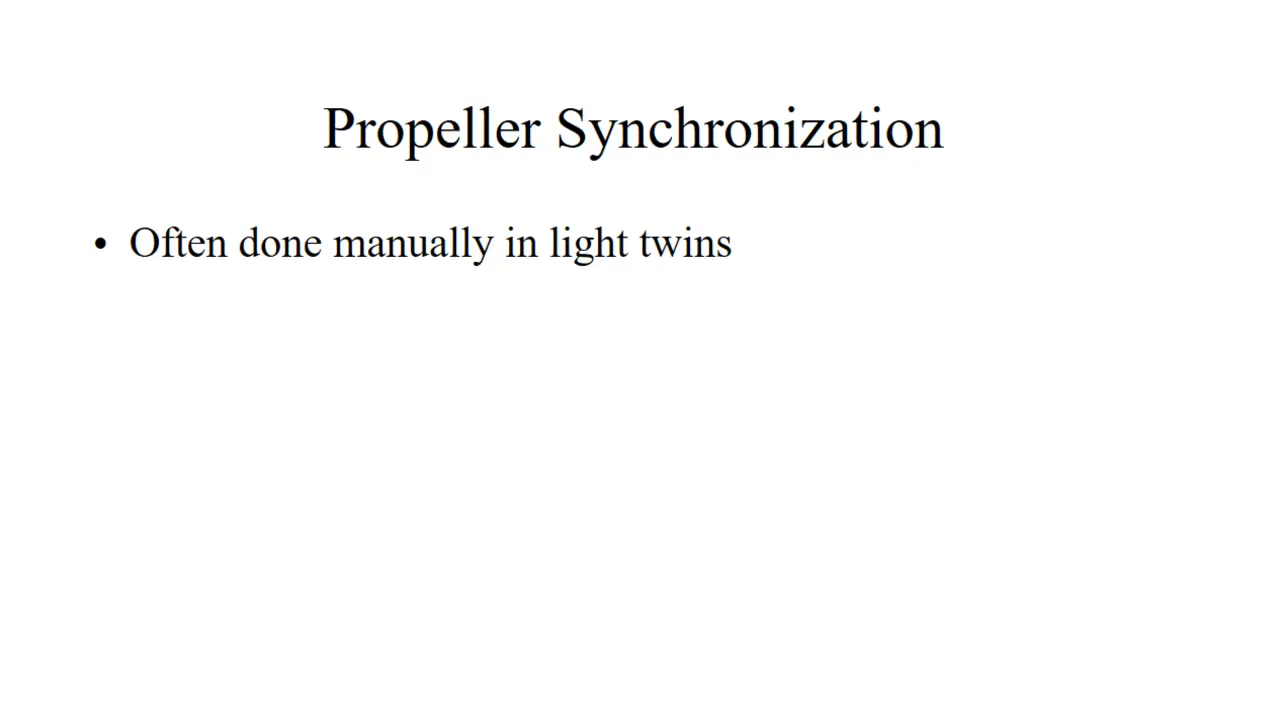 Propeller Synchronization
• Often done manually in light twins